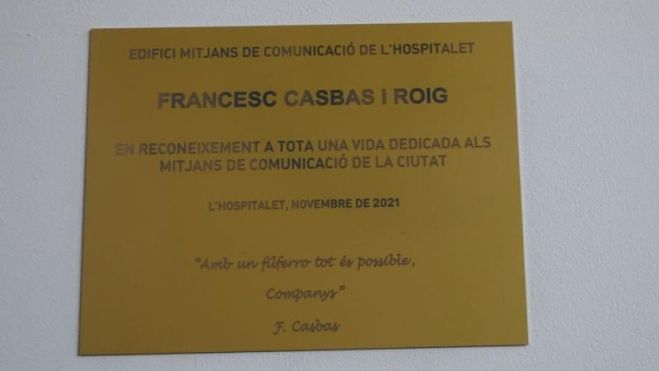 EDIFICI MITJANS DE COMUNICACIÓ DE L'HOSPITALET
FRANCESC CASBAS I ROIG
EN RECONEIXEMENT A TOTA UNA VIDA DEDICADA ALS
MITJANS DE COMUNICACIÓ DE LA CIUTAT
L'HOSPITALET, NOVEMBRE DE 2021
"Amb un filferro tot és possible,
Companys"
F. Casbas